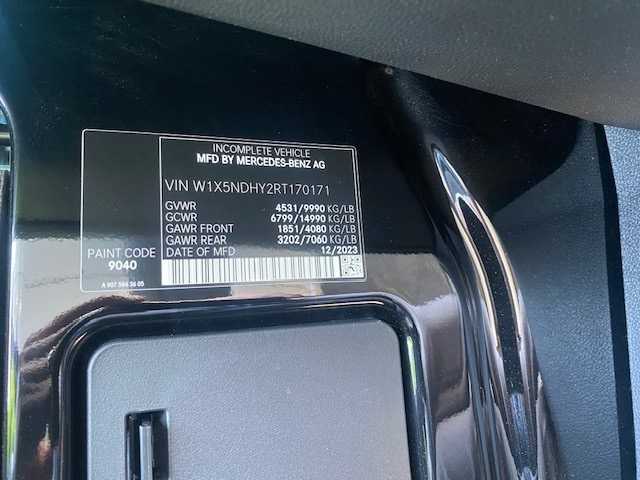 INCOMPLETE VEHICLE
MFD BY MERCEDES-BENZ AG
VIN W1X5NDHY2RT170171
GVWR 4531/9990 KG/LB
GCWR 6799/14990 KG/LB
GAWR FRONT 1851/4080 KG/LB
GAWR REAR 3202/7060 KG/LB
DATE OF MFD 12/2023
PAINT CODE
9040
A 907 584 36 05